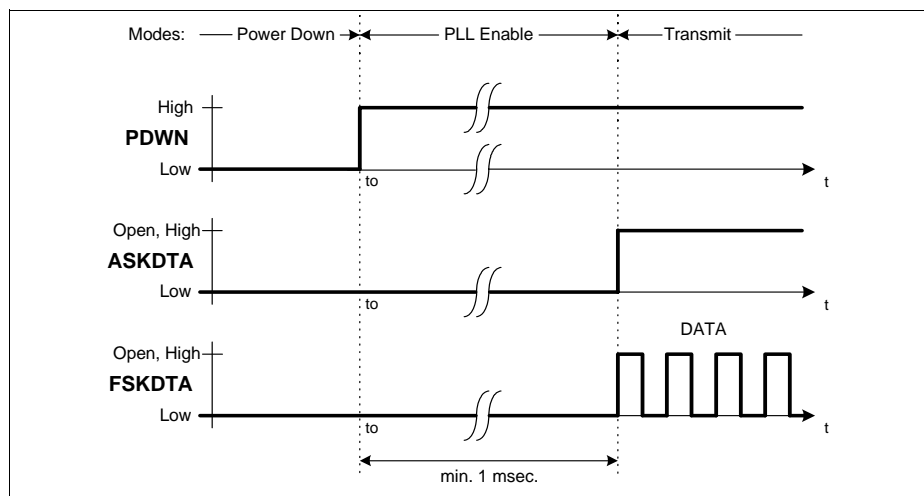 Modes: Power Down PLL Enable Transmit
High
PDWN
Low
to
t
Open, High
ASKDTA
Low
to
t
DATA
Open, High
FSKDTA
Low
to
t
min. 1 msec.